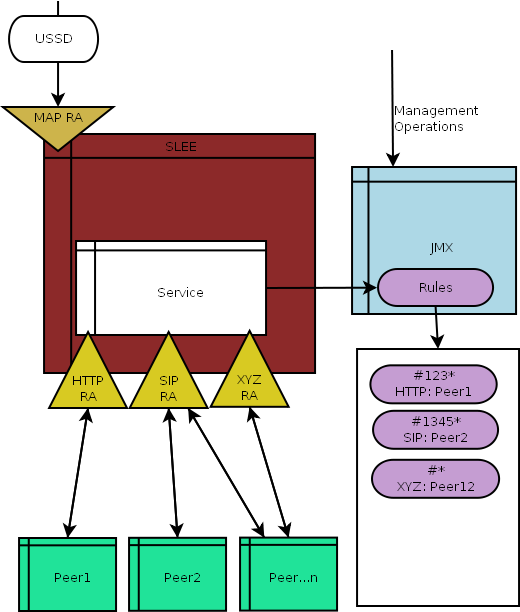 USSD
MAP RA
SLEE
Management
Operations
JMX
Service
Rules
HTTP
RA
SIP
RA
XYZ
RA
#123*
HTTP: Peer1
#1345*
SIP: Peer2
#*
XYZ: Peer12
Peer1
Peer2
Peer...n